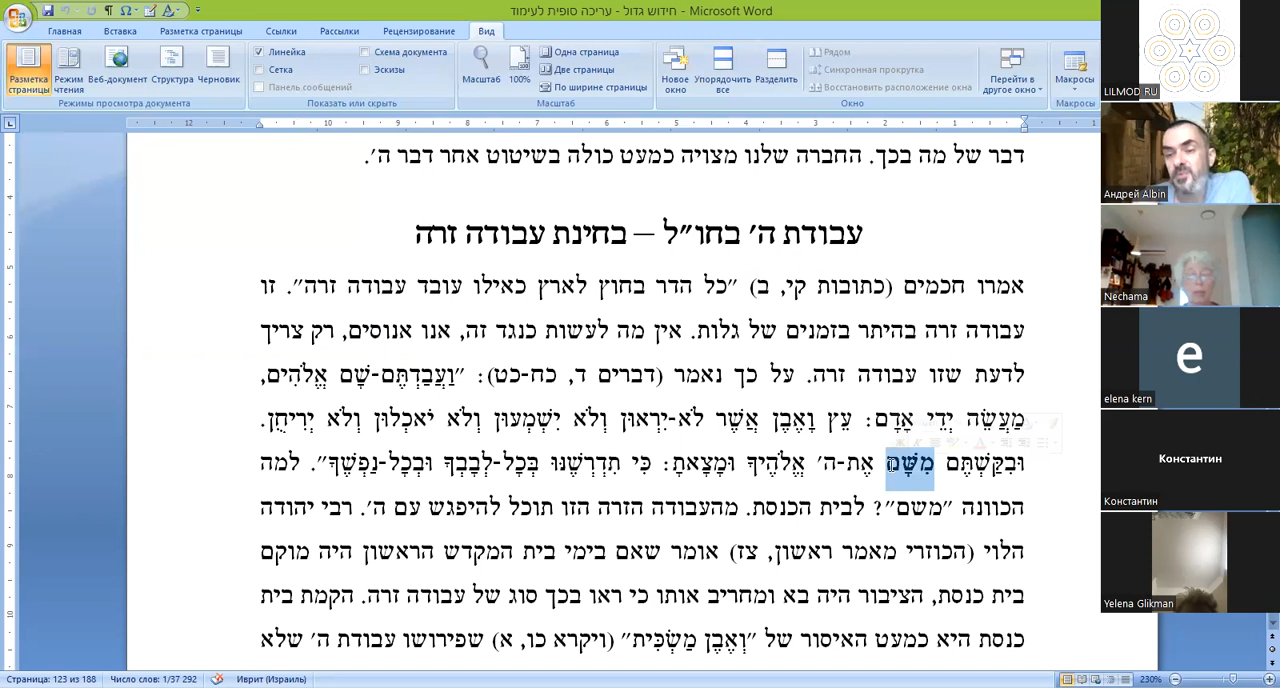 חידוש גדול - עריכה סופית לעימוד - Microsoft Word
Главная Вставка Разметка страницы Ссылки Рассылки Рецензирование Вид
Разметка страницы
Режим чтения
Веб-документ
Структура
Черновик
Режимы просмотра документа
Линейка
Сетка
Панель сообщений
Схема документа
Эскизы
Показать или скрыть
Масштаб
100%
Одна страница
Две страницы
По ширине страницы
Масштаб
Новое окно
Упорядочить все
Разделить
Рядом
Синхронная прокрутка
Восстановить расположение окна
Окно
Перейти в другое окно
Макросы
Макросы
דבר של מה בכך. החברה שלנו מצויה כמעט כולה בשיטוט אחר דבר ה'.
עבודת ה' בחו״ל – בחינת עבודה זרה
אמרו חכמים (כתובות קי, ב) ״כל הדר בחוץ לארץ כאילו עובד עבודה זרה״. זו
עבודה זרה בהיתר בזמנים של גלות. אין מה לעשות כנגד זה, אנו אנוסים, רק צריך
לדעת שזו עבודה זרה. על כך נאמר (דברים ד, כח-כט): ״וַעֲבַדְתֶּם-שָׁם אֱלֹהִים,
מַעֲשֵׂה יְדֵי אָדָם: עֵץ וָאֶבֶן אֲשֶׁר לֹא-יִרְאוּן וְלֹא יִשְׁמְעוּן וְלֹא יֹאכְלוּן וְלֹא יְרִיחֻן.
וּבִקַּשְׁתֶּם מִשָּׁם אֶת-ה' אֱלֹהֶיךָ וּמָצָאתָ: כִּי תִדְרְשֶׁנּוּ בְּכָל-לְבָבְךָ וּבְכָל-נַפְשֶׁךָ״. למה
הכוונה ״משם״? לבית הכנסת. מהעבודה הזרה הזו תוכל להיפגש עם ה'. רבי יהודה
הלוי (הכוזרי מאמר ראשון, צז) אומר שאם בימי בית המקדש הראשון היה מוקם
בית כנסת, הציבור היה בא ומחריב אותו כי ראו בכך סוג של עבודה זרה. הקמת בית
כנסת היא כמעט האיסור של ״וְאֶבֶן מַשְׂכִּית״ (ויקרא כו, א) שפירושו עבודת ה' שלא
Страница: 123 из 188 Число слов: 1/37 292 Иврит (Израиль) 230%
LILMOD RU
Андрей Albin
Nechama
e
elena kern
Константин
Константин
Yelena Glikman